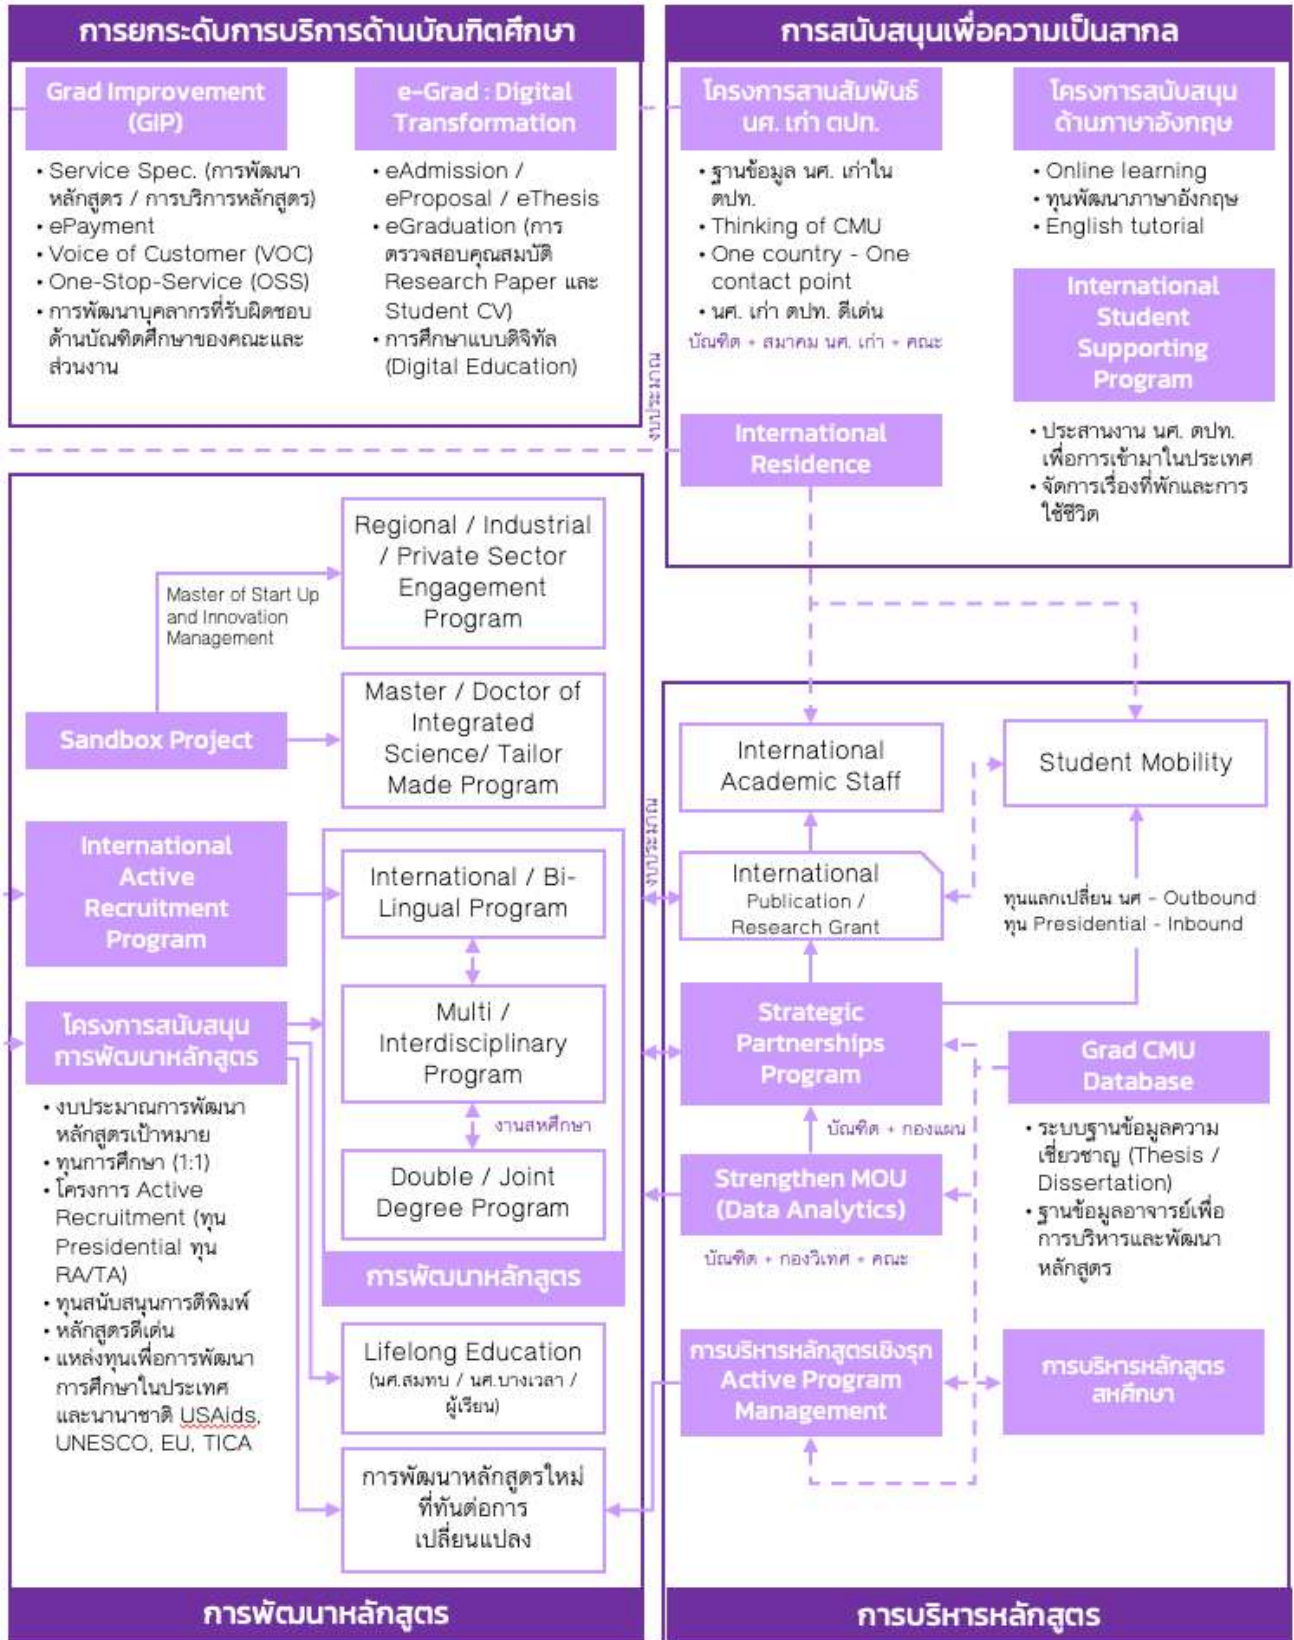 การยกระดับการบริการด้านบัณฑิตศึกษา
Grad Improvement
(GIP)
• Service Spec. (การพัฒนา
หลักสูตร / การบริการหลักสูตร)
• ePayment
• Voice of Customer (VOC)
• One-Stop-Service (OSS)
• การพัฒนาบุคลากรที่รับผิดชอบ
ด้านบัณฑิตศึกษาของคณะและ
ส่วนงาน
e-Grad : Digital
Transformation
• eAdmission /
eProposal / eThesis
• eGraduation (การ
ตรวจสอบคุณสมบัติ
Research Paper และ
Student CV)
• การศึกษาแบบดิจิทัล
(Digital Education)
งบประมาณ
การสนับสนุนเพื่อความเป็นสากล
โครงการสานสัมพันธ์
นศ. เก่า ตปท.
• ฐานข้อมูล นศ. เก่าใน
ตปท.
• Thinking of CMU
• One country - One
contact point
• นศ. เก่า ตปท. ดีเด่น
บัณฑิต + สมาคม นศ. เก่า + คณะ
International
Residence
โครงการสนับสนุน
ด้านภาษาอังกฤษ
• Online learning
• ทุนพัฒนาภาษาอังกฤษ
• English tutorial
International
Student
Supporting
Program
• ประสานงาน นศ. ตปท.
เพื่อการเข้ามาในประเทศ
• จัดการเรื่องที่พักและการ
ใช้ชีวิต
Regional / Industrial
/ Private Sector
Engagement
Program
Master of Start Up
and Innovation
Management
Sandbox Project
Master / Doctor of
Integrated
Science/ Tailor
Made Program
International
Active
Recruitment
Program
International / Bi-
Lingual Program
โครงการสนับสนุน
การพัฒนาหลักสูตร
• งบประมาณการพัฒนา
หลักสูตรเป้าหมาย
• ทุนการศึกษา (1:1)
• โครงการ Active
Recruitment (ทุน
Presidential ทุน
RA/TA)
• ทุนสนับสนุนการตีพิมพ์
• หลักสูตรดีเด่น
• แหล่งทุนเพื่อการพัฒนา
การศึกษาในประเทศ
และนานาชาติ USAids,
UNESCO, EU, TICA
Multi /
Interdisciplinary
Program
งานสหศึกษา
Double / Joint
Degree Program
การพัฒนาหลักสูตร
Lifelong Education
(นศ.สมทบ / นศ.บางเวลา /
ผู้เรียน)
การพัฒนาหลักสูตรใหม่
ที่ทันต่อการ
เปลี่ยนแปลง
การพัฒนาหลักสูตร
งบประมาณ
International
Academic Staff
Student Mobility
International
Publication /
Research Grant
ทุนแลกเปลี่ยน นศ - Outbound
ทุน Presidential - Inbound
Strategic
Partnerships
Program
บัณฑิต + กองแผน
Strengthen MOU
(Data Analytics)
บัณฑิต + กองวิเทศ + คณะ
Grad CMU
Database
• ระบบฐานข้อมูลความ
เชี่ยวชาญ (Thesis /
Dissertation)
• ฐานข้อมูลอาจารย์เพื่อ
การบริหารและพัฒนา
หลักสูตร
การบริหารหลักสูตรเชิงรุก
Active Program
Management
การบริหารหลักสูตร
สหศึกษา
การบริหารหลักสูตร